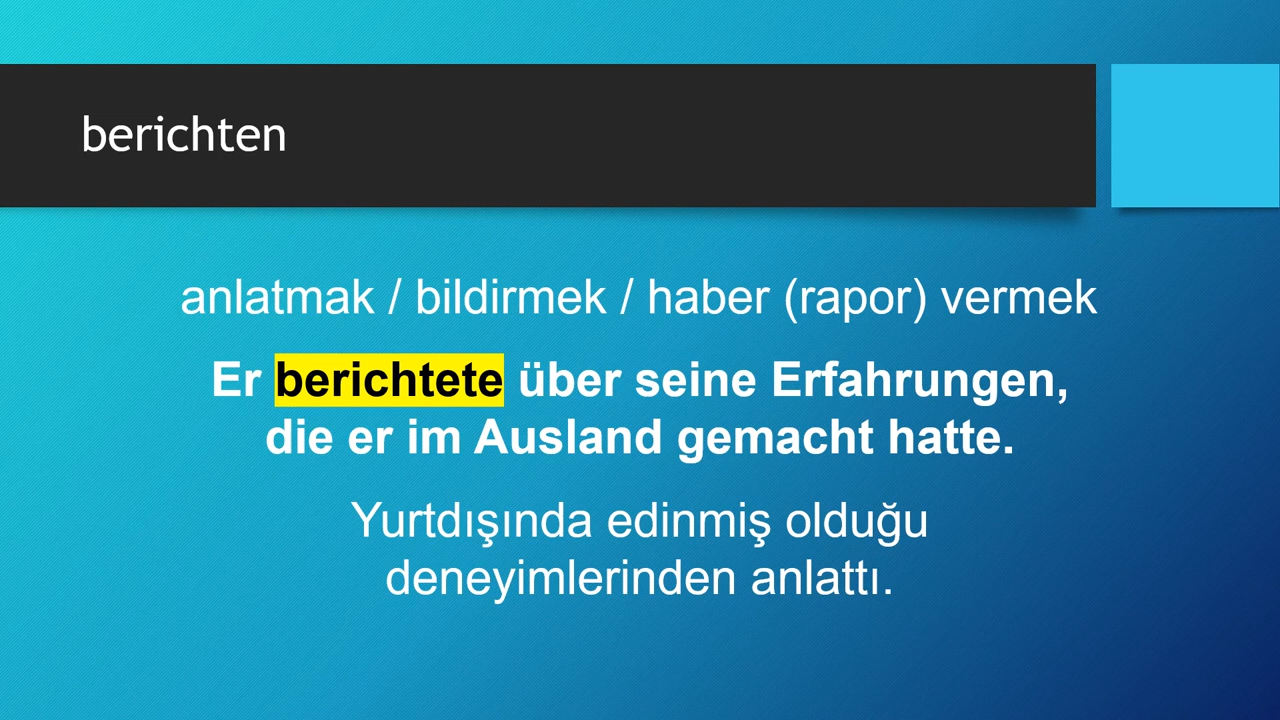 berichten
anlatmak / bildirmek / haber (rapor) vermek
Er berichtete über seine Erfahrungen,
die er im Ausland gemacht hatte.
Yurtdışında edinmiş olduğu
deneyimlerinden anlattı.